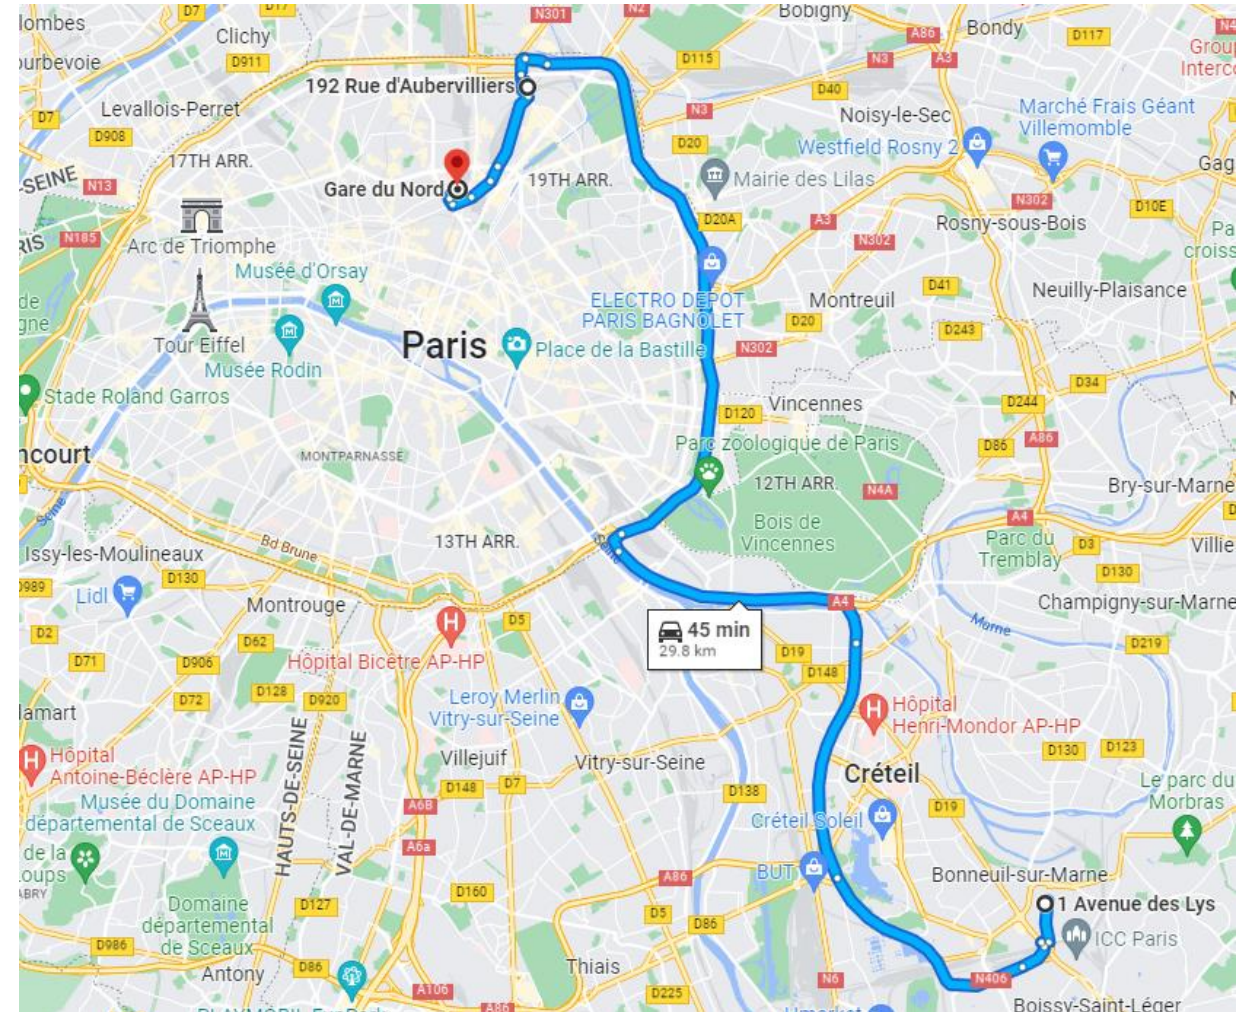 D7
D17
N301
N2
Bobigny
Clichy
A86
Bondy
D117
D911
D115
N3
A3
192 Rue d'Aubervilliers
D40
Levallois-Perret
Noisy-le-Sec
Marché Frais Géant
Villemomble
D7
D908
N3
D20
Westfield Rosny 2
17TH ARR.
N13
Gare du Nord
19TH ARR.
Mairie des Lilas
N302
D10E
D20A
A3
Rosny-sous-Bois
N185
Arc de Triomphe
N302
Musée d'Orsay
ELECTRO DEPOT
PARIS BAGNOLET
Montreuil
D41
Neuilly-Plaisance
Tour Eiffel
Paris
Place de la Bastille
D20
D243
N302
Musée Rodin
Stade Roland Garros
D34
D120
Vincennes
D244
A86
D86
Parc zoologique de Paris
MONTPARNASSE
12TH ARR.
N4A
Bry-sur-Marne
Seine
A4
Bois de
Vincennes
Parc du
Tremblay
D3
Issy-les-Moulineaux
Bd Brune
13TH ARR.
Seine
D130
D130
Lidl
Montrouge
A4
Champigny-sur-Marne
Marne
D2
D62
D5
45 min
29.8 km
D219
D71
D906
Hôpital Bicêtre AP-HP
D19
D148
D72
D128
D920
Leroy Merlin
Vitry-sur-Seine
Hôpital
Henri-Mondor AP-HP
D130
D123
Hôpital
Antoine-Béclère AP-HP
HAUTS-DE-SEINE
VAL-DE-MARNE
Villejuif
Vitry-sur-Seine
Créteil
D148
D7
D138
Le parc du
Morbras
Musée du Domaine
départemental de Sceaux
A6B
D19
Créteil Soleil
A6a
BUT
A86
Bonneuil-sur-Marne
D160
Domaine
départemental
de Sceaux
D127
D5
D86
1 Avenue des Lys
ICC Paris
D986
Antony
D86
Thiais
A106
N6
N406
D225
A86
Boissy-Saint-Léger